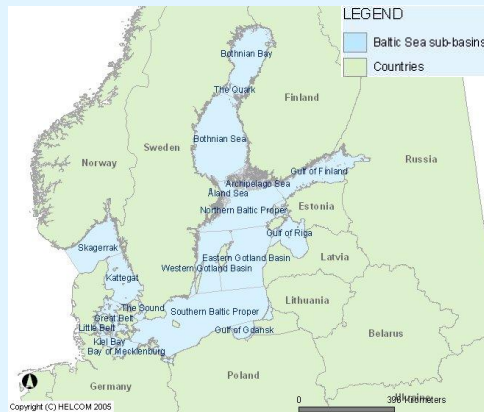 LEGEND
Baltic Sea sub-basins
Countries
Bothnian Bay
The Quark
Finland
Bothnian Sea
Sweden
Norway
Russia
Gulf of Finland
Archipelago Sea
Åland Sea
Northern Baltic Proper
Estonia
Gulf of Riga
Skagerrak
Eastern Gotland Basin
Latvia
Western Gotland Basin
Kattegat
Lithuania
The Sound
Great Belt
Southern Baltic Proper
Little Belt
Gulf of Gdańsk
Belarus
Kiel Bay
Bay of Mecklenburg
Poland
Germany
0
Kilometers
Ukraine
Copyright (C) HELCOM 2005